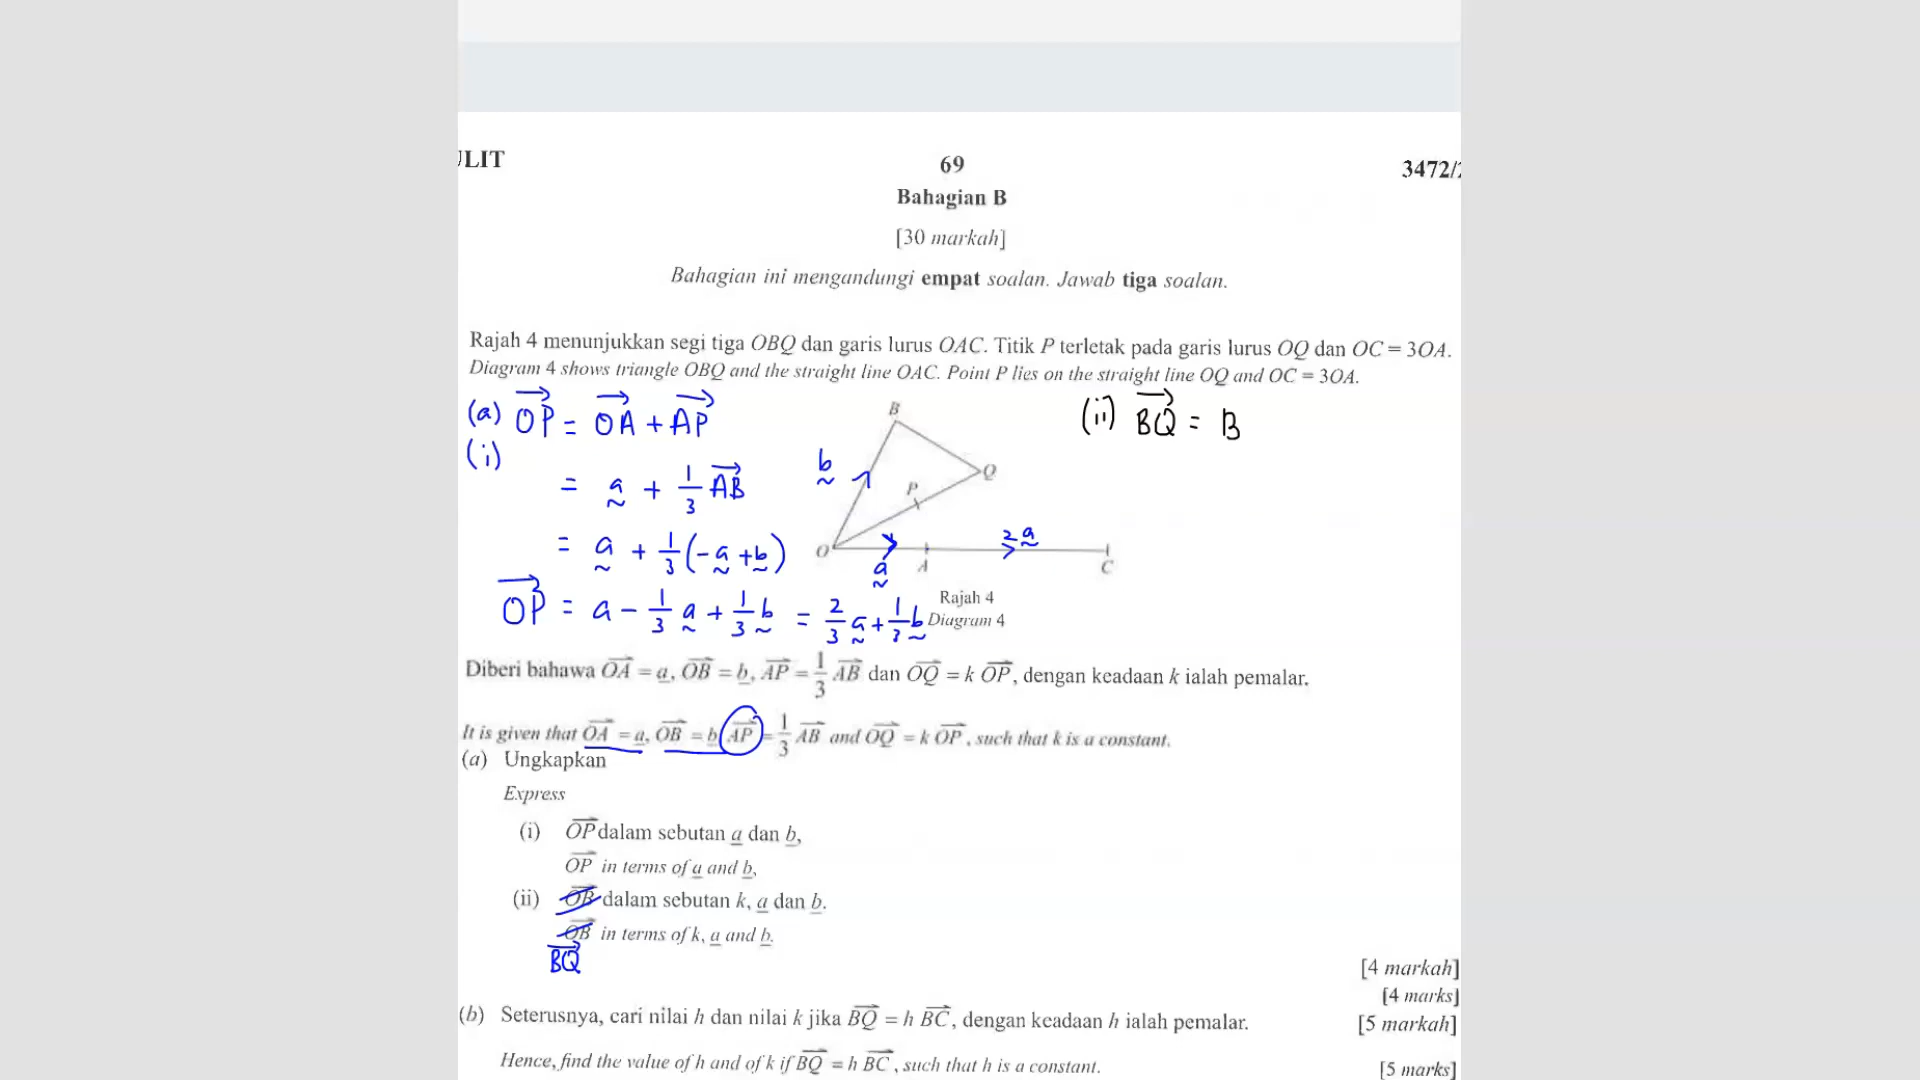 ULIT 69 3472/2
Bahagian B
[30 markah]
Bahagian ini mengandungi empat soalan. Jawab tiga soalan.
Rajah 4 menunjukkan segi tiga OBQ dan garis lurus OAC. Titik P terletak pada garis lurus OQ dan OC = 3OA.
Diagram 4 shows triangle OBQ and the straight line OAC. Point P lies on the straight line OQ and OC = 3OA.
(a) OP = OA + AP
(i)
= a + 1/3 AB
= a + 1/3 (-a + b)
OP = a - 1/3 a + 1/3 b = 2/3 a + 1/3 b
B
b
Q
P
O
a
A
2a
C
(ii) BQ = B
Rajah 4
Diagram 4
Diberi bahawa OA = a, OB = b, AP = 1/3 AB dan OQ = k OP, dengan keadaan k ialah pemalar.
It is given that OA = a, OB = b, AP = 1/3 AB and OQ = k OP, such that k is a constant.
(a) Ungkapkan
Express
(i) OP dalam sebutan a dan b,
OP in terms of a and b,
(ii) OB dalam sebutan k, a dan b.
OB in terms of k, a and b.
BQ
[4 markah]
[4 marks]
(b) Seterusnya, cari nilai h dan nilai k jika BQ = h BC, dengan keadaan h ialah pemalar. [5 markah]
Hence, find the value of h and of k if BQ = h BC, such that h is a constant. [5 marks]